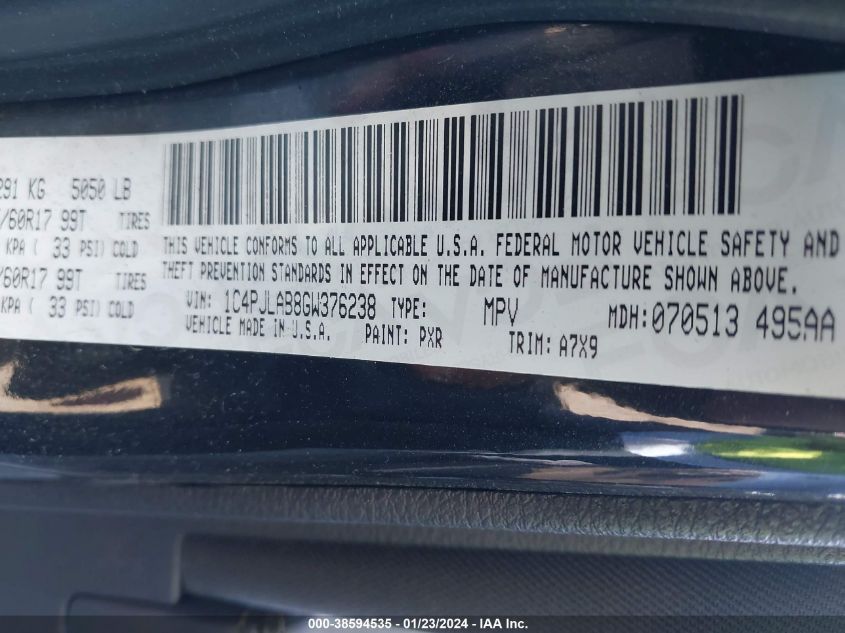 291 KG 5050 LB
/60R17 99T TIRES
KPA ( 33 PSI) COLD
/60R17 99T TIRES
KPA ( 33 PSI) COLD
THIS VEHICLE CONFORMS TO ALL APPLICABLE U.S.A. FEDERAL MOTOR VEHICLE SAFETY AND
THEFT PREVENTION STANDARDS IN EFFECT ON THE DATE OF MANUFACTURE SHOWN ABOVE.
VIN: 1C4PJLAB8GW376238 TYPE: MPV MDH: 070513 495AA
VEHICLE MADE IN U.S.A. PAINT: PXR TRIM: A7X9
000-38594535 - 01/23/2024 - IAA Inc.